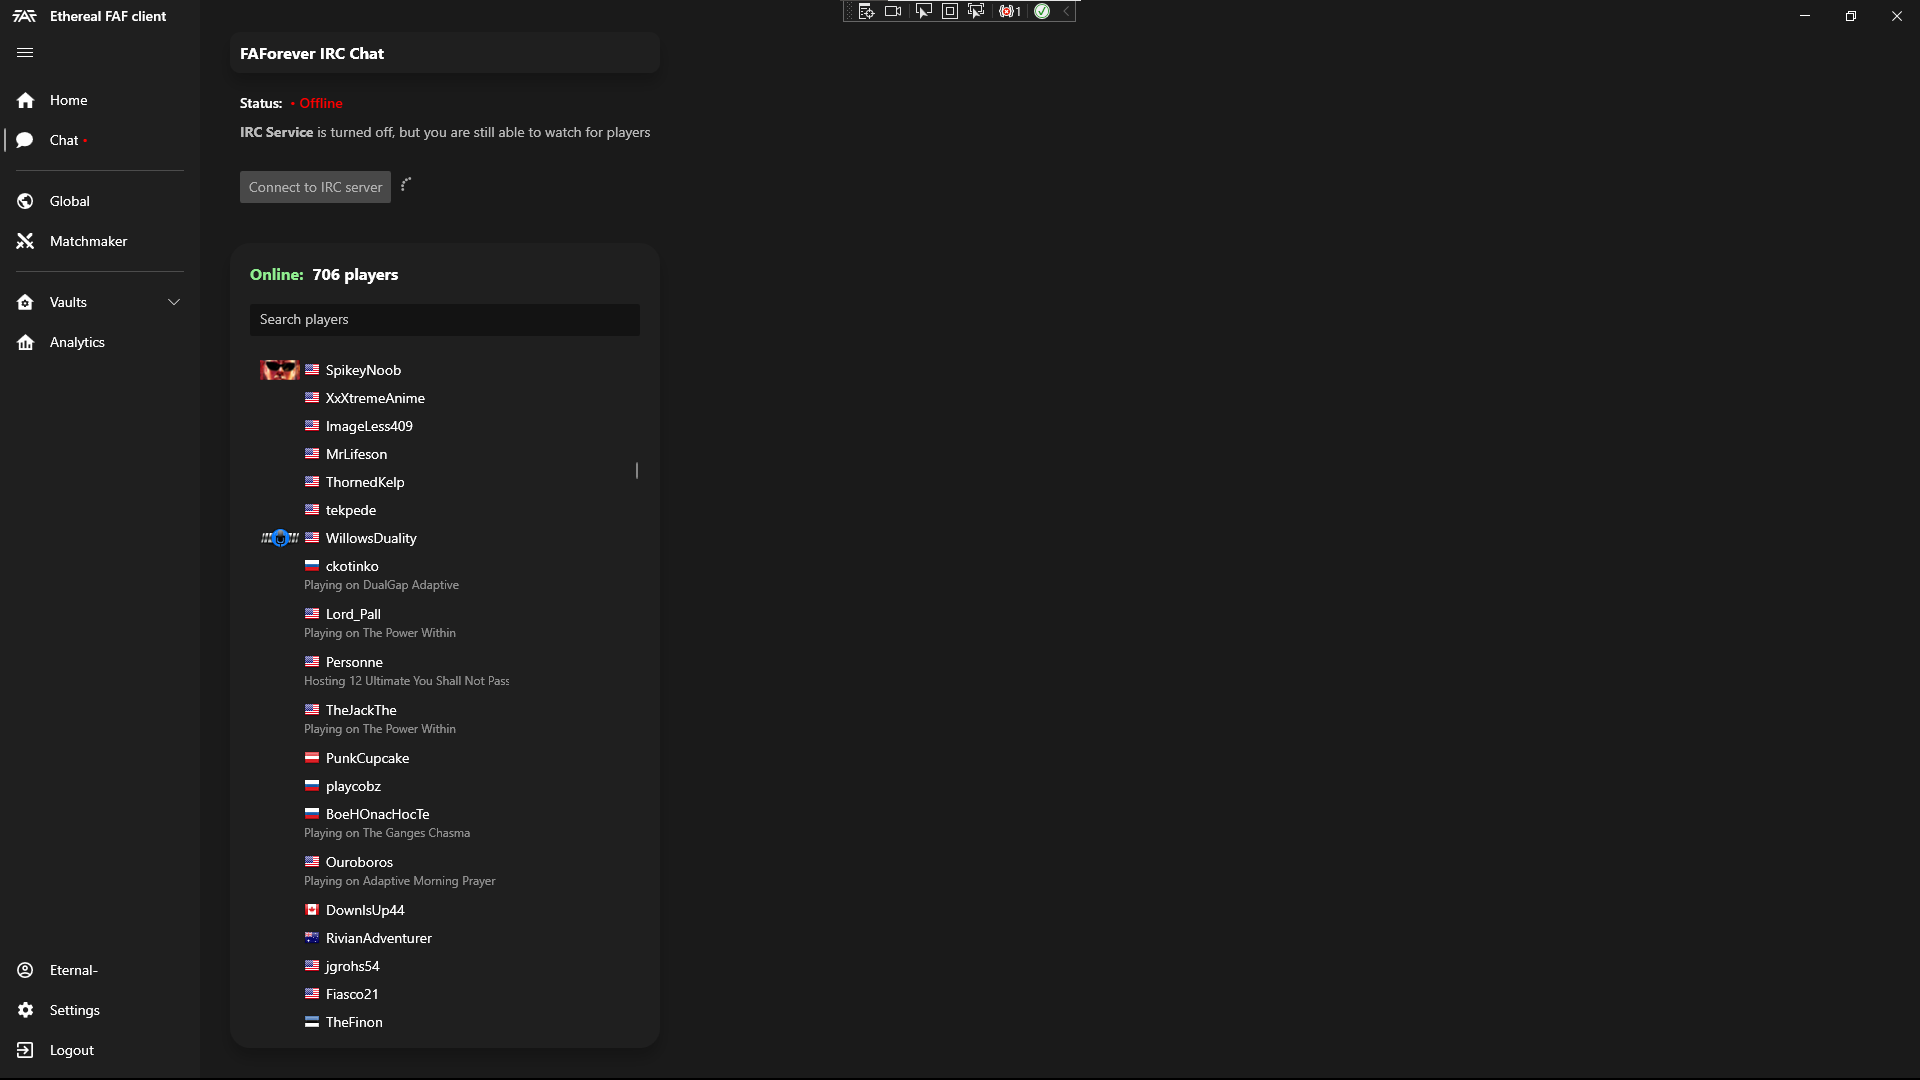 FAF Ethereal FAF client
1
Home
Chat
Global
Matchmaker
Vaults
Analytics
Eternal-
Settings
Logout
FAForever IRC Chat
Status: • Offline
IRC Service is turned off, but you are still able to watch for players
Connect to IRC server
Online: 706 players
Search players
SpikeyNoob
XxXtremeAnime
ImageLess409
MrLifeson
ThornedKelp
tekpede
WillowsDuality
ckotinko
Playing on DualGap Adaptive
Lord_Pall
Playing on The Power Within
Personne
Hosting 12 Ultimate You Shall Not Pass
TheJackThe
Playing on The Power Within
PunkCupcake
playcobz
BoeHOnacHocTe
Playing on The Ganges Chasma
Ouroboros
Playing on Adaptive Morning Prayer
DownIsUp44
RivianAdventurer
jgrohs54
Fiasco21
TheFinon